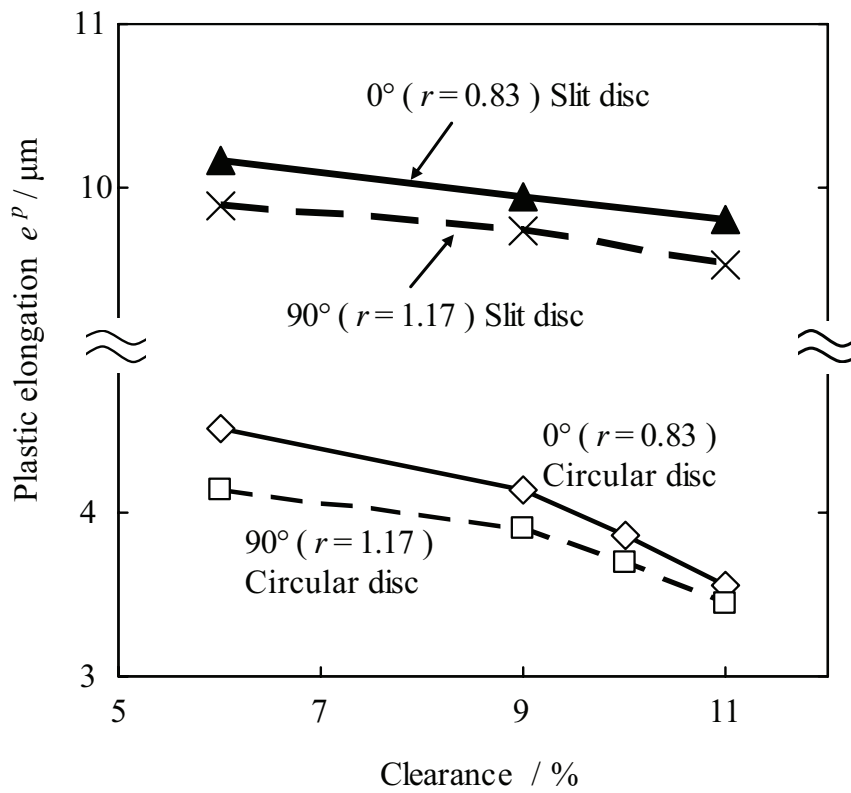 11
0° ( r = 0.83 ) Slit disc
10
90° ( r = 1.17 ) Slit disc
Plastic elongation e^p / μm
0° ( r = 0.83 )
Circular disc
4
90° ( r = 1.17 )
Circular disc
3
5 7 9 11
Clearance / %